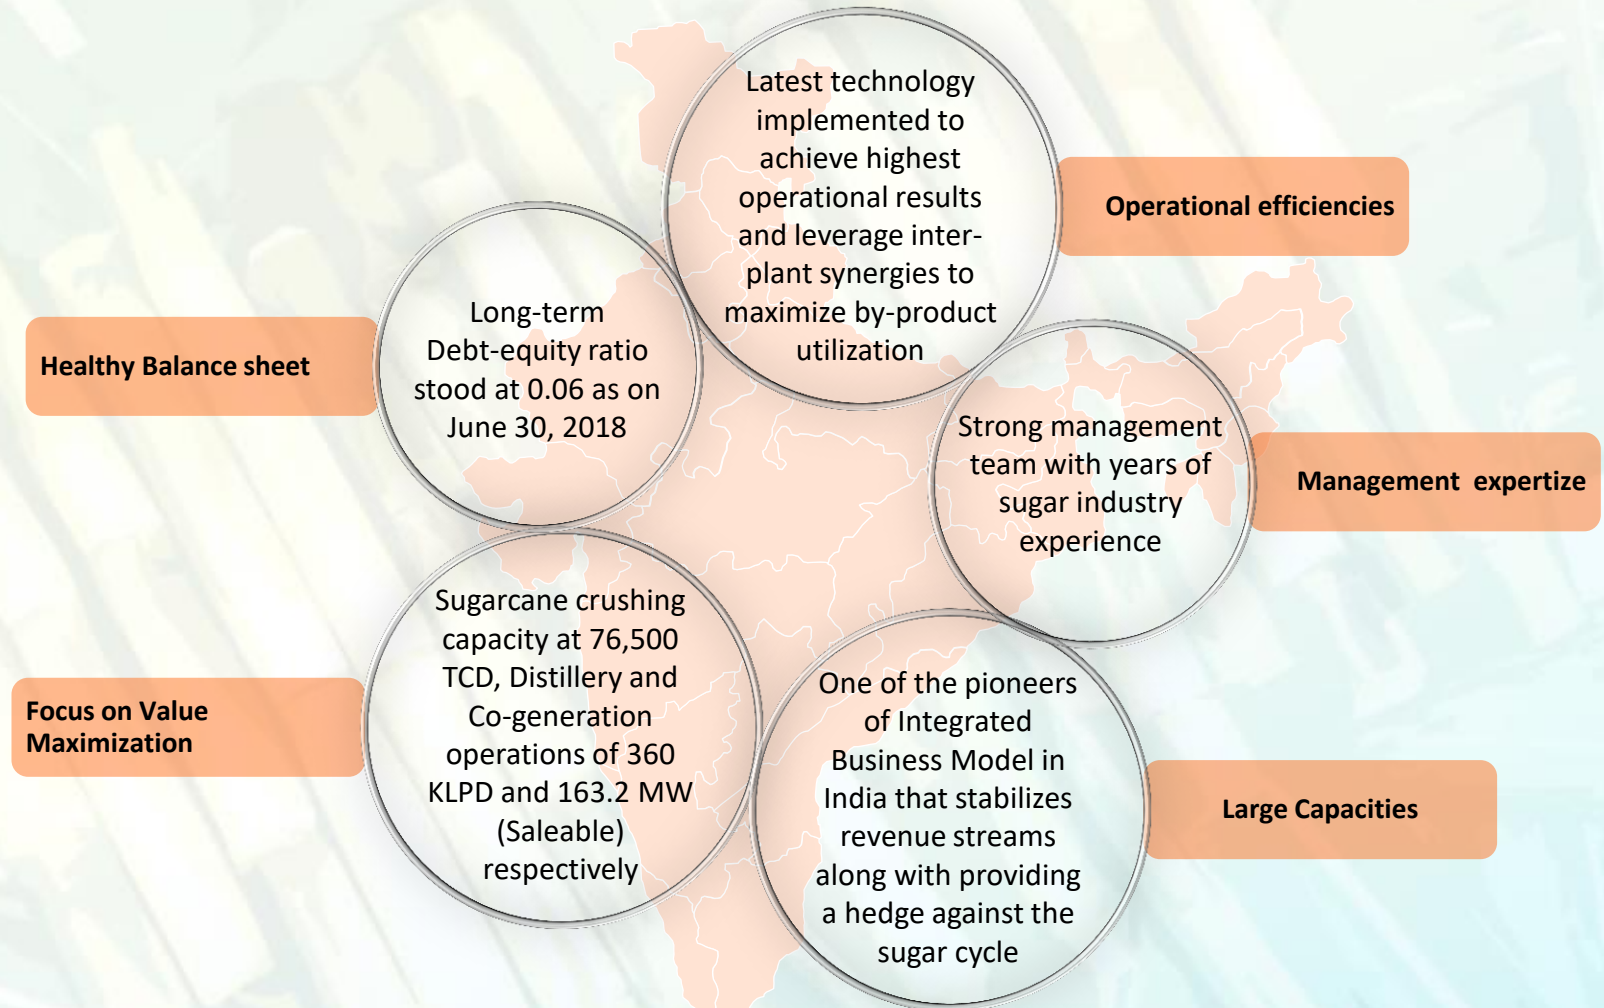 Latest technology
implemented to
achieve highest
operational results
and leverage inter-
plant synergies to
maximize by-product
utilization
Operational efficiencies
Long-term
Debt-equity ratio
stood at 0.06 as on
June 30, 2018
Healthy Balance sheet
Strong management
team with years of
sugar industry
experience
Management  expertize
Sugarcane crushing
capacity at 76,500
TCD, Distillery and
Co-generation
operations of 360
KLPD and 163.2 MW
(Saleable)
respectively
Focus on Value
Maximization
One of the pioneers
of Integrated
Business Model in
India that stabilizes
revenue streams
along with providing
a hedge against the
sugar cycle
Large Capacities